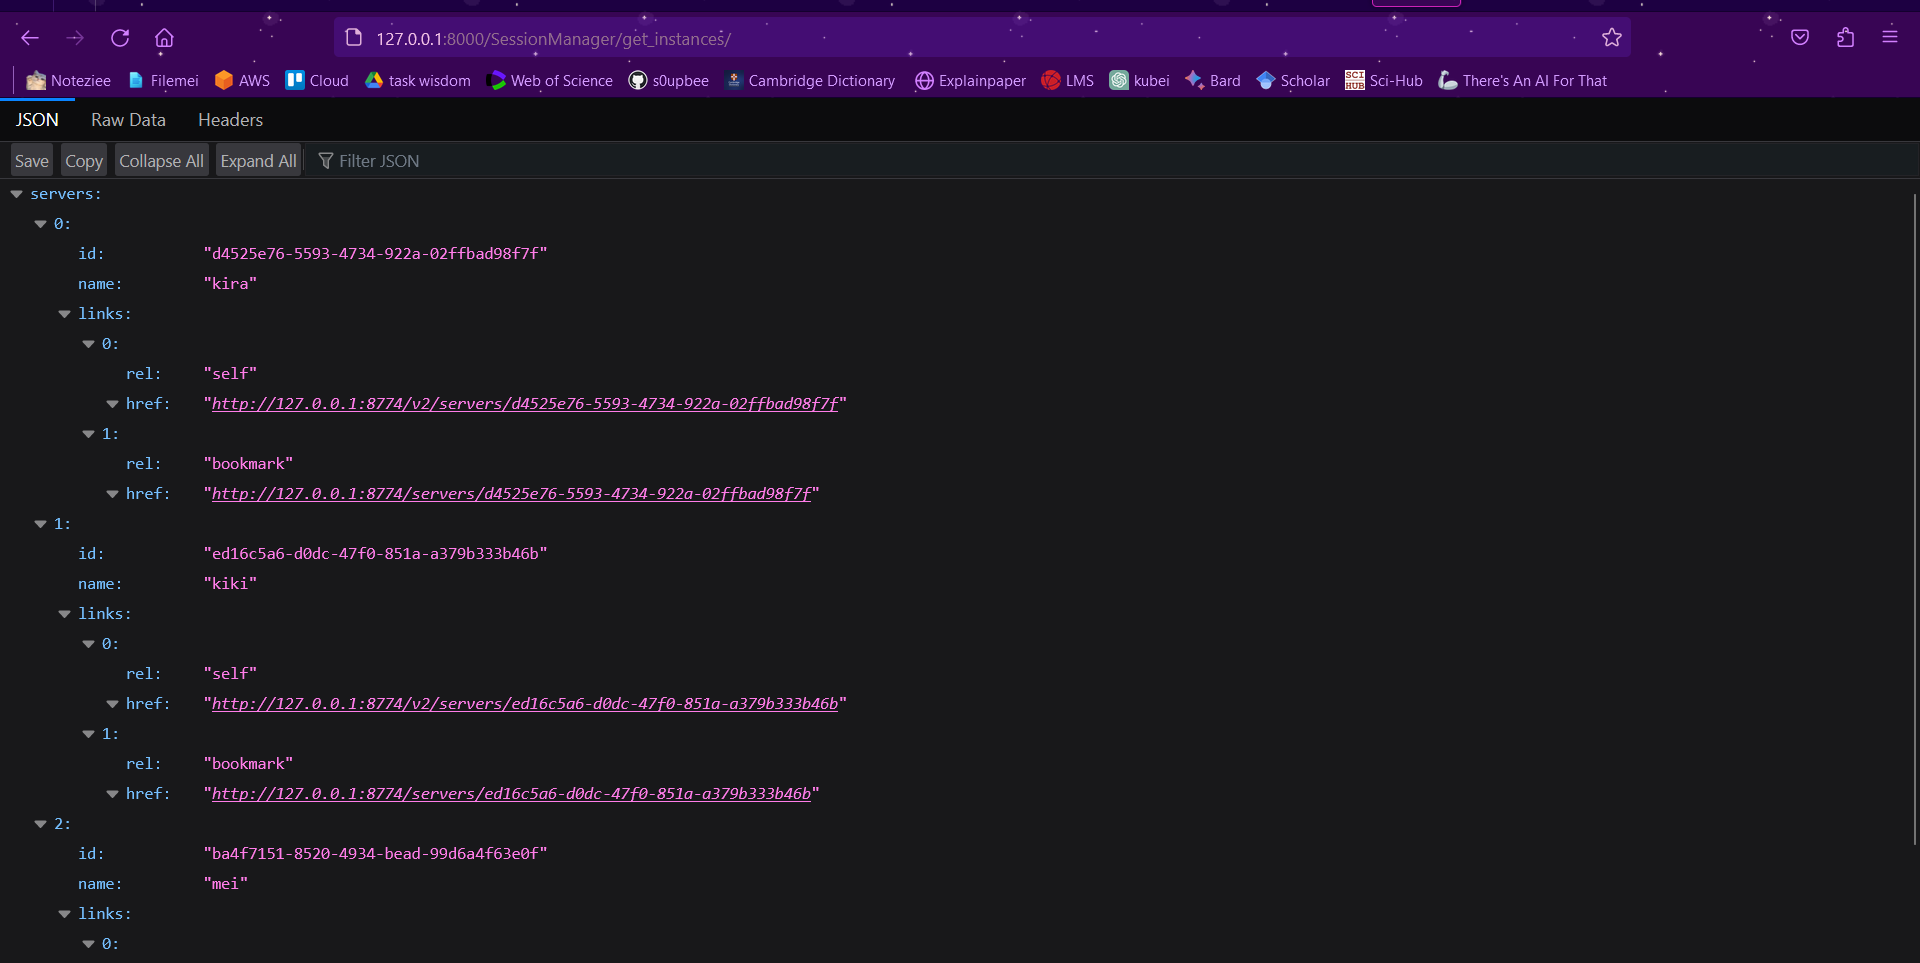 127.0.0.1:8000/SessionManager/get_instances/
Noteziee Filemei AWS Cloud task wisdom Web of Science s0upbee Cambridge Dictionary Explainpaper LMS kubei Bard Scholar SCI HUB Sci-Hub There's An AI For That
JSON Raw Data Headers
Save Copy Collapse All Expand All Filter JSON
servers:
0:
id: "d4525e76-5593-4734-922a-02ffbad98f7f"
name: "kira"
links:
0:
rel: "self"
href: "http://127.0.0.1:8774/v2/servers/d4525e76-5593-4734-922a-02ffbad98f7f"
1:
rel: "bookmark"
href: "http://127.0.0.1:8774/servers/d4525e76-5593-4734-922a-02ffbad98f7f"
1:
id: "ed16c5a6-d0dc-47f0-851a-a379b333b46b"
name: "kiki"
links:
0:
rel: "self"
href: "http://127.0.0.1:8774/v2/servers/ed16c5a6-d0dc-47f0-851a-a379b333b46b"
1:
rel: "bookmark"
href: "http://127.0.0.1:8774/servers/ed16c5a6-d0dc-47f0-851a-a379b333b46b"
2:
id: "ba4f7151-8520-4934-bead-99d6a4f63e0f"
name: "mei"
links:
0: